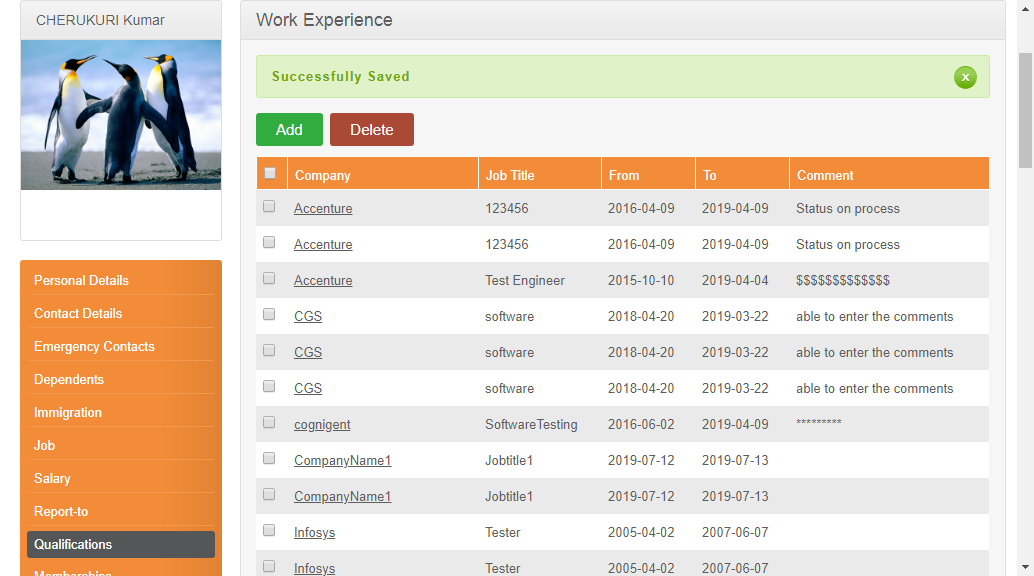 CHERUKURI Kumar
Work Experience
Successfully Saved
x
Add Delete
Company Job Title From To Comment
Accenture 123456 2016-04-09 2019-04-09 Status on process
Accenture 123456 2016-04-09 2019-04-09 Status on process
Accenture Test Engineer 2015-10-10 2019-04-04 $$$$$$$$$$$$$
CGS software 2018-04-20 2019-03-22 able to enter the comments
CGS software 2018-04-20 2019-03-22 able to enter the comments
CGS software 2018-04-20 2019-03-22 able to enter the comments
cognigent SoftwareTesting 2016-06-02 2019-04-09 *********
CompanyName1 Jobtitle1 2019-07-12 2019-07-13
CompanyName1 Jobtitle1 2019-07-12 2019-07-13
Infosys Tester 2005-04-02 2007-06-07
Infosys Tester 2005-04-02 2007-06-07
Personal Details
Contact Details
Emergency Contacts
Dependents
Immigration
Job
Salary
Report-to
Qualifications
Memberships